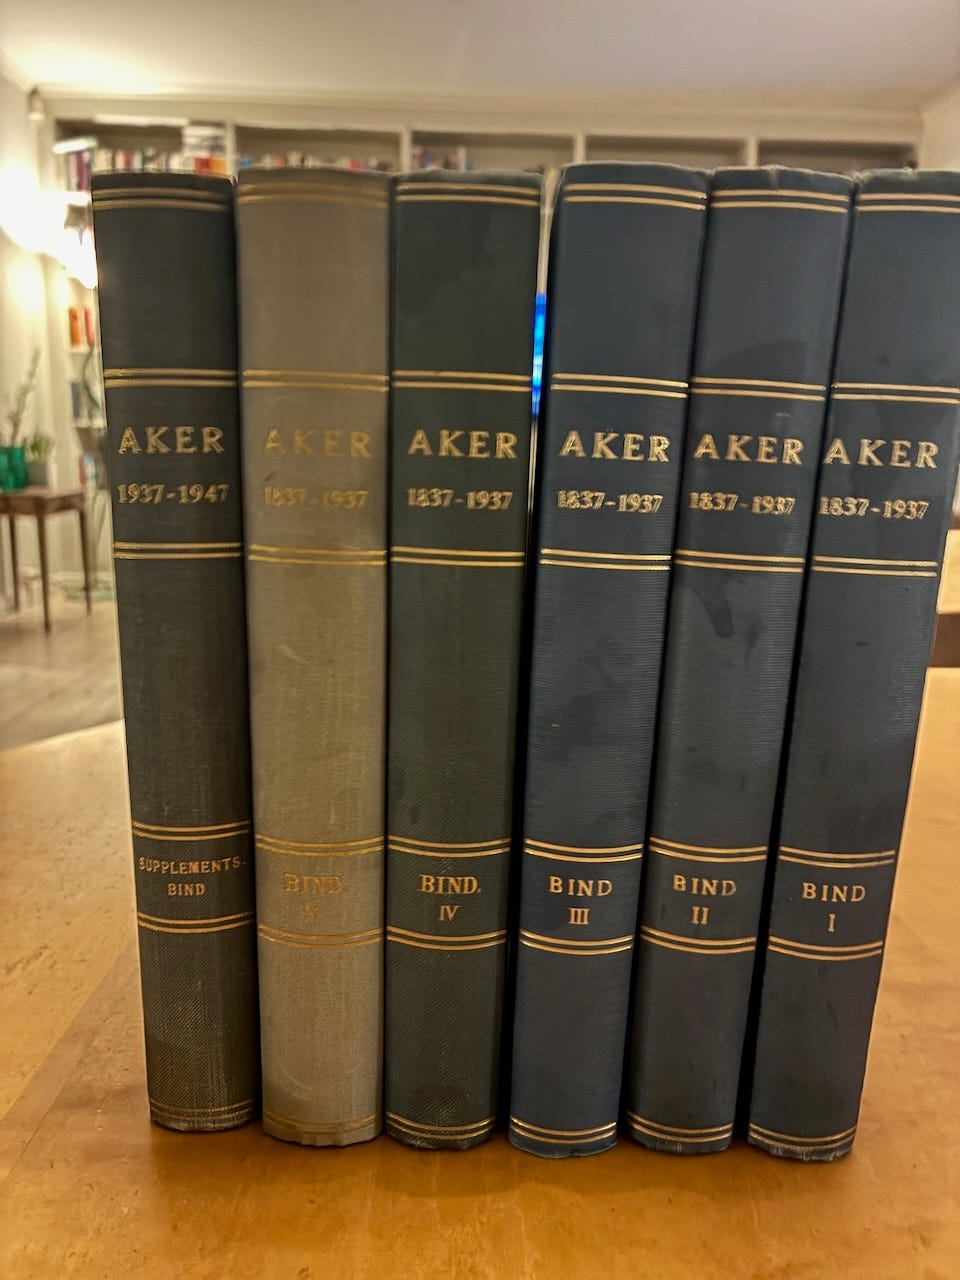 AKER
1937-1947
SUPPLEMENTS.
BIND
AKER
1837-1937
BIND.
V
AKER
1837-1937
BIND.
IV
AKER
1837-1937
BIND
III
AKER
1837-1937
BIND
II
AKER
1837-1937
BIND
I